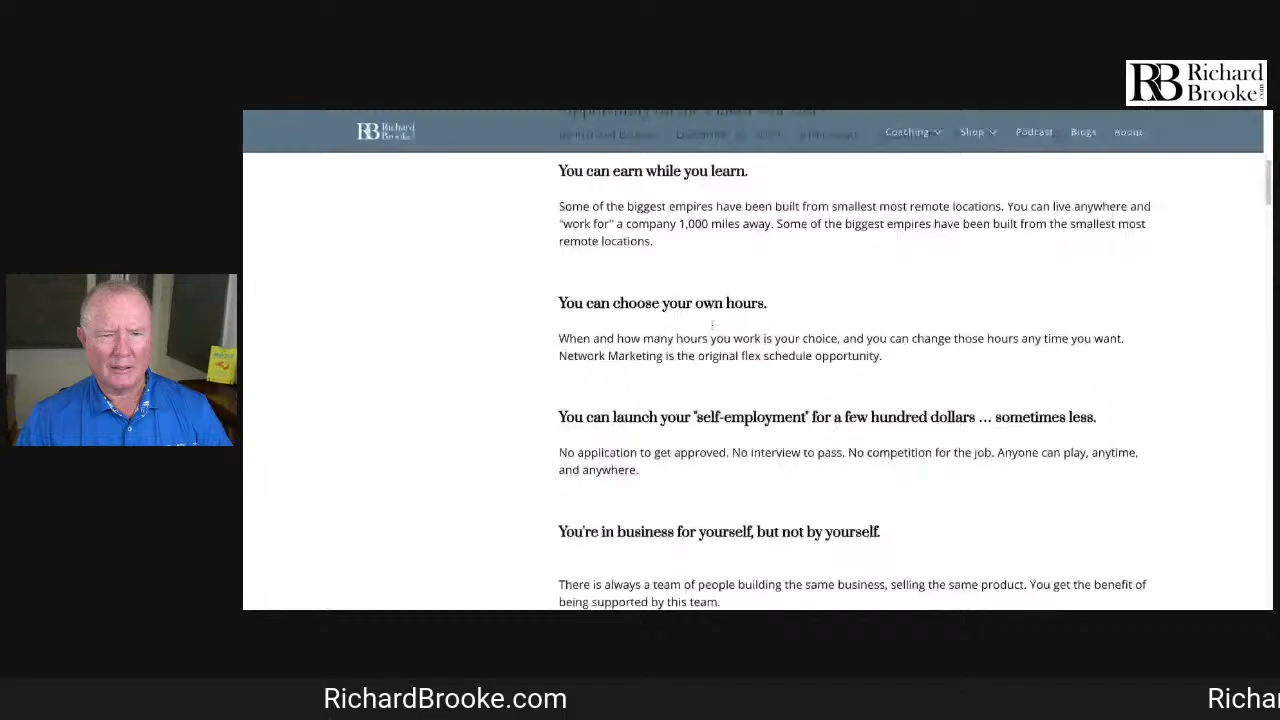 RB Richard
Brooke.com
RB Richard
Brooke
Coaching
Shop
Podcast
Blogs
About
You can earn while you learn.
Some of the biggest empires have been built from smallest most remote locations. You can live anywhere and
"work for" a company 1,000 miles away. Some of the biggest empires have been built from the smallest most
remote locations.
You can choose your own hours.
When and how many hours you work is your choice, and you can change those hours any time you want.
Network Marketing is the original flex schedule opportunity.
You can launch your "self-employment" for a few hundred dollars … sometimes less.
No application to get approved. No interview to pass. No competition for the job. Anyone can play, anytime,
and anywhere.
You're in business for yourself, but not by yourself.
There is always a team of people building the same business, selling the same product. You get the benefit of
being supported by this team.
RichardBrooke.com
Richa